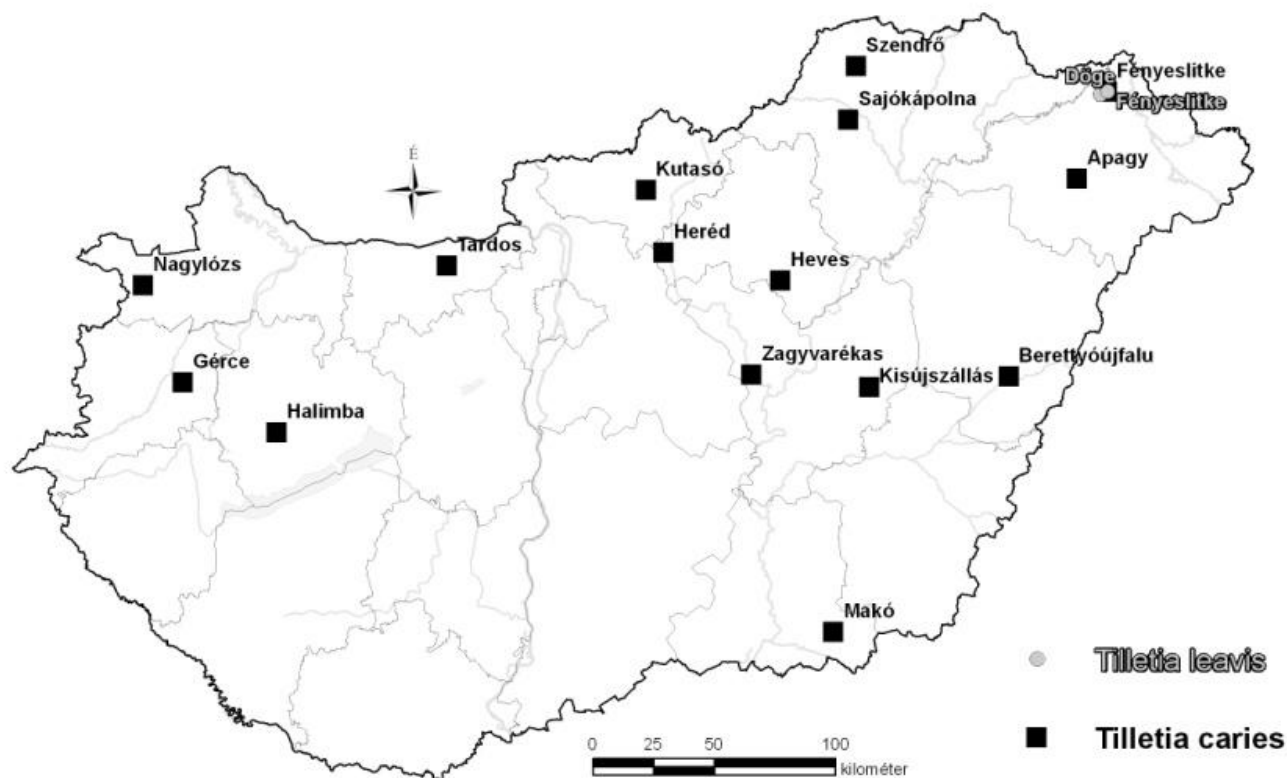 Szendrő
Döge
Fényeslitke
Fényeslitke
Sajókápolna
É
Kutasó
Apagy
Heréd
Tardos
Heves
Nagylózs
Zagyvarékas
Berettyóújfalu
Gérce
Kisújszállás
Halimba
Makó
Tilletia leavis
Tilletia caries
0 25 50 100
kilométer